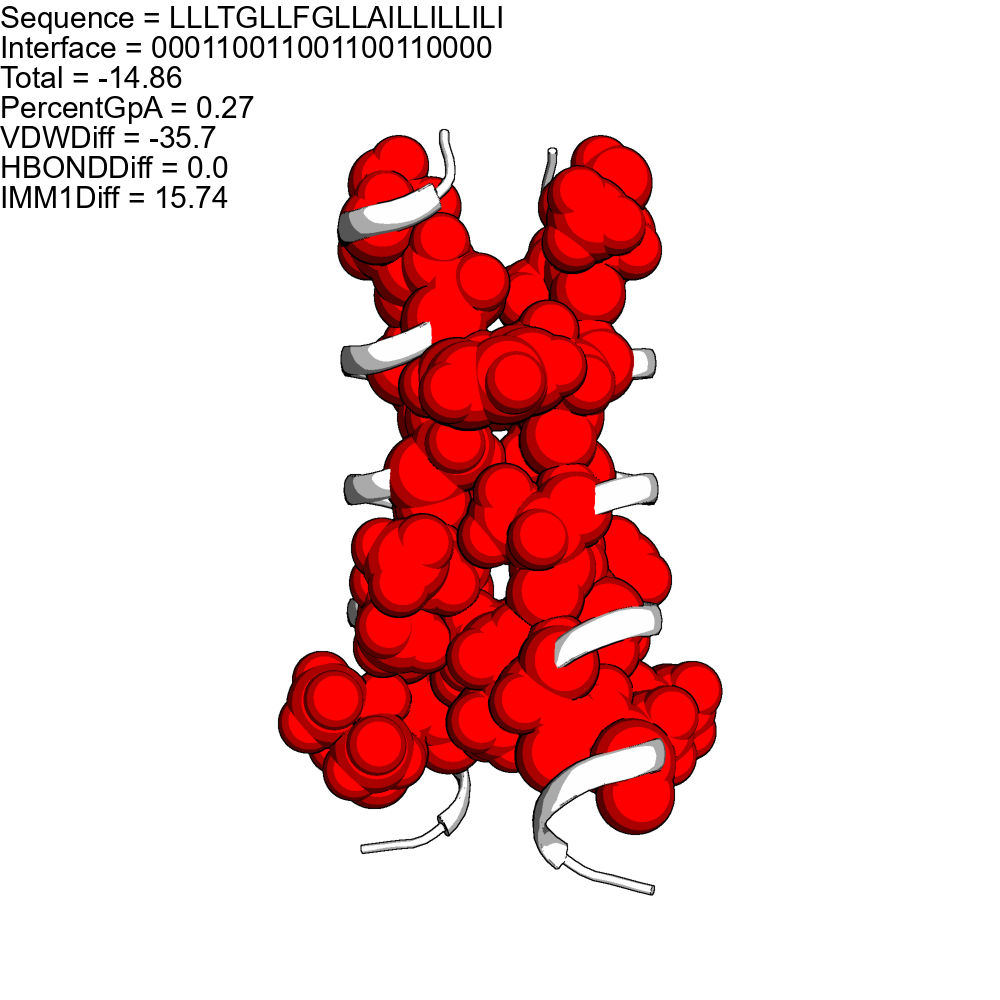 Sequence = LLLTGLLFGLLAILLILLILI
Interface = 000110011001100110000
Total = -14.86
PercentGpA = 0.27
VDWDiff = -35.7
HBONDDiff = 0.0
IMM1Diff = 15.74